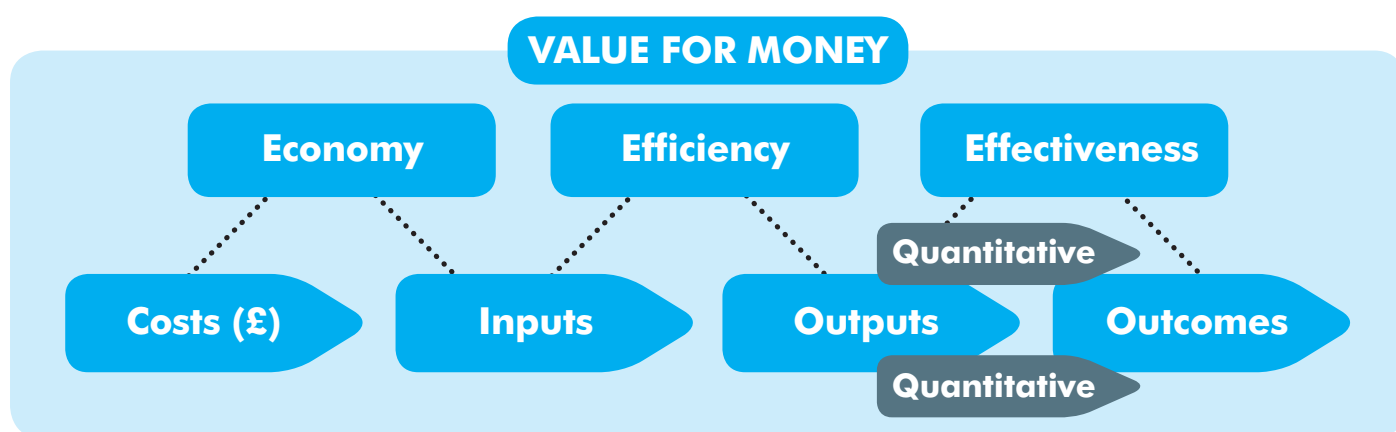 VALUE FOR MONEY
Economy
Efficiency
Effectiveness
Quantitative
Costs (£)
Inputs
Outputs
Outcomes
Quantitative